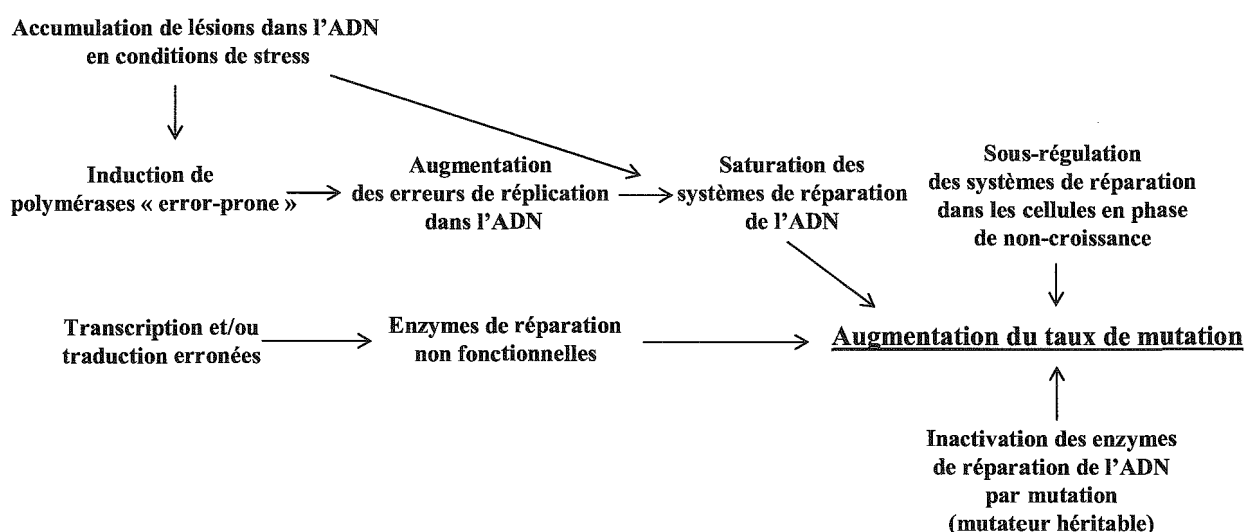 Accumulation de lésions dans l'ADN
en conditions de stress
Induction de
polymérases « error-prone »
Augmentation
des erreurs de réplication
dans l'ADN
Saturation des
systèmes de réparation
de l'ADN
Sous-régulation
des systèmes de réparation
dans les cellules en phase
de non-croissance
Transcription et/ou
traduction erronées
Enzymes de réparation
non fonctionnelles
Augmentation du taux de mutation
Inactivation des enzymes
de réparation de l'ADN
par mutation
(mutateur héritable)